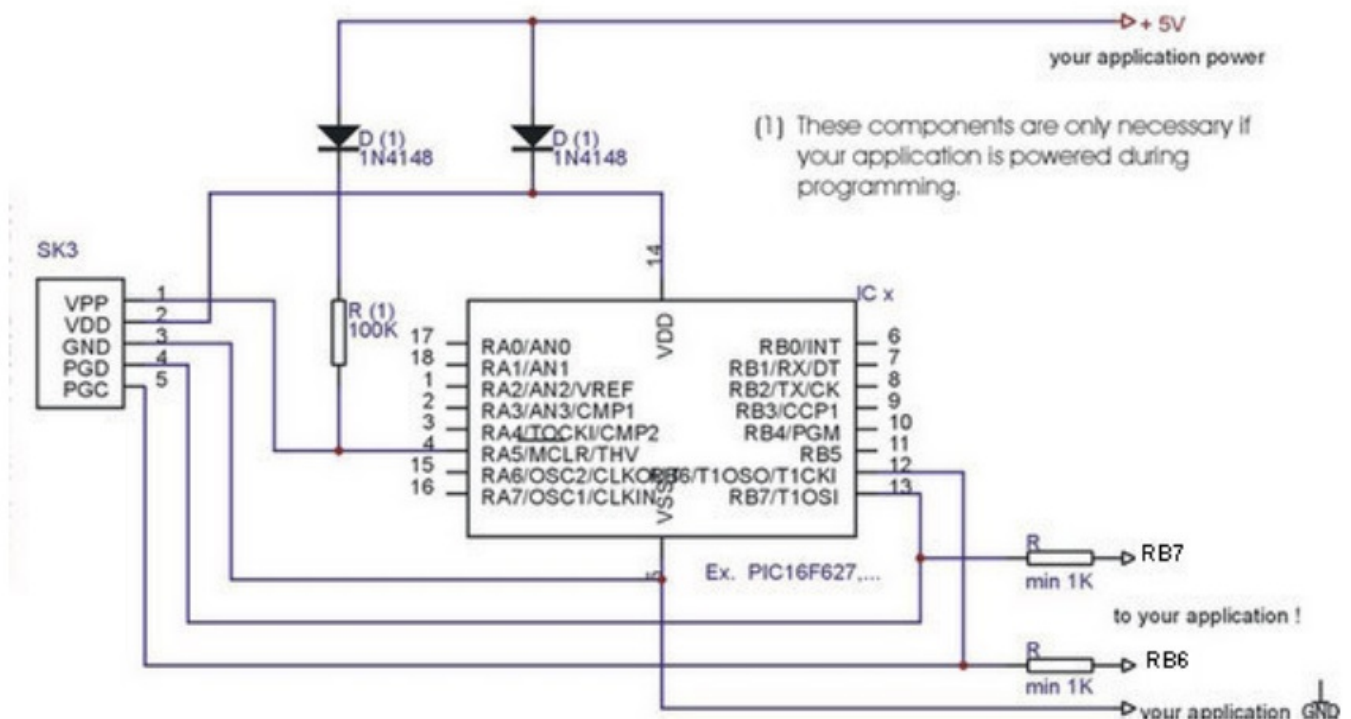 + 5V
your application power
D (1)
1N4148
D (1)
1N4148
(1) These components are only necessary if
your application is powered during
programming.
SK3
VPP 1
VDD 2
GND 3
PGD 4
PGC 5
R (1)
100K
14
IC x
VDD
17 RA0/AN0
18 RA1/AN1
1 RA2/AN2/VREF
2 RA3/AN3/CMP1
3 RA4/TOCKI/CMP2
4 RA5/MCLR/THV
15 RA6/OSC2/CLKOUT
16 RA7/OSC1/CLKIN
VSS
RB0/INT 6
RB1/RX/DT 7
RB2/TX/CK 8
RB3/CCP1 9
RB4/PGM 10
RB5 11
RB6/T1OSO/T1CKI 12
RB7/T1OSI 13
5
Ex. PIC16F627,...
R
RB7
min 1K
to your application !
R
RB6
min 1K
your application GND